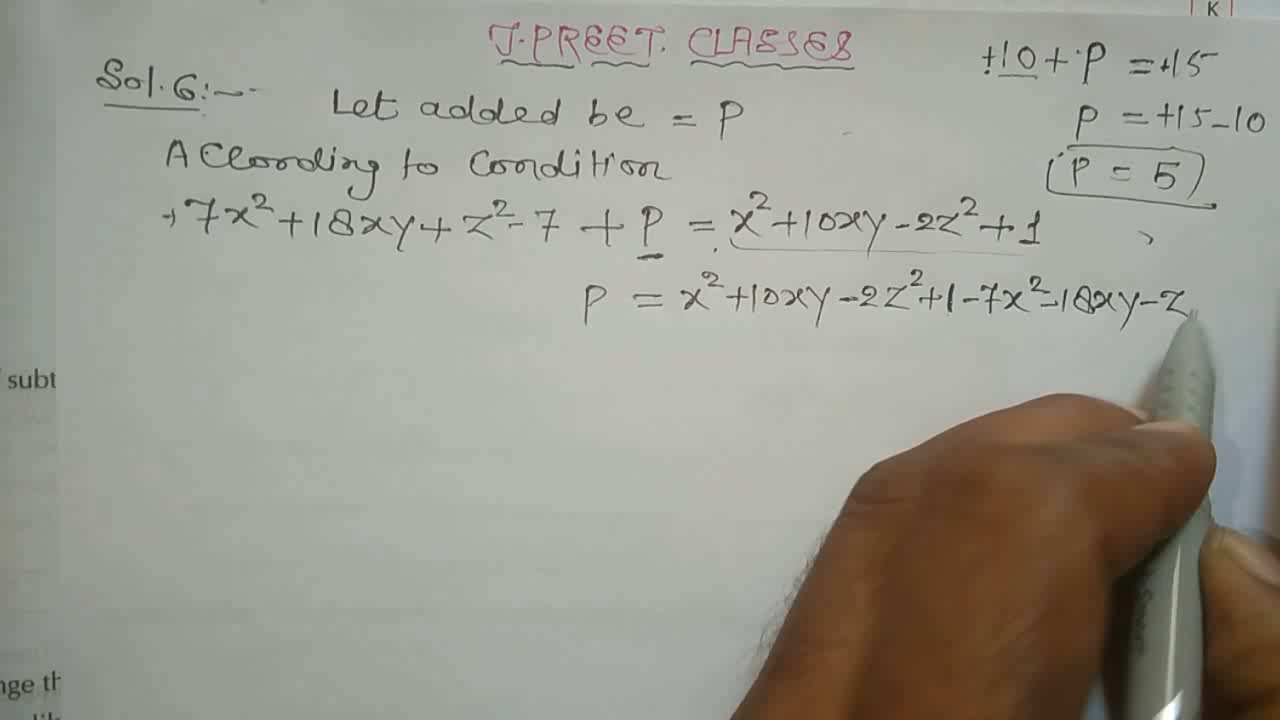 K
J.PREET. CLASSES
Sol.6:-
Let added be = P
According to Condition
7x²+18xy+z²-7 + P = x²+10xy-2z²+1
P = x²+10xy-2z²+1-7x²-18xy-z
+10+P=+15
P=+15-10
P = 5
subt
nge th